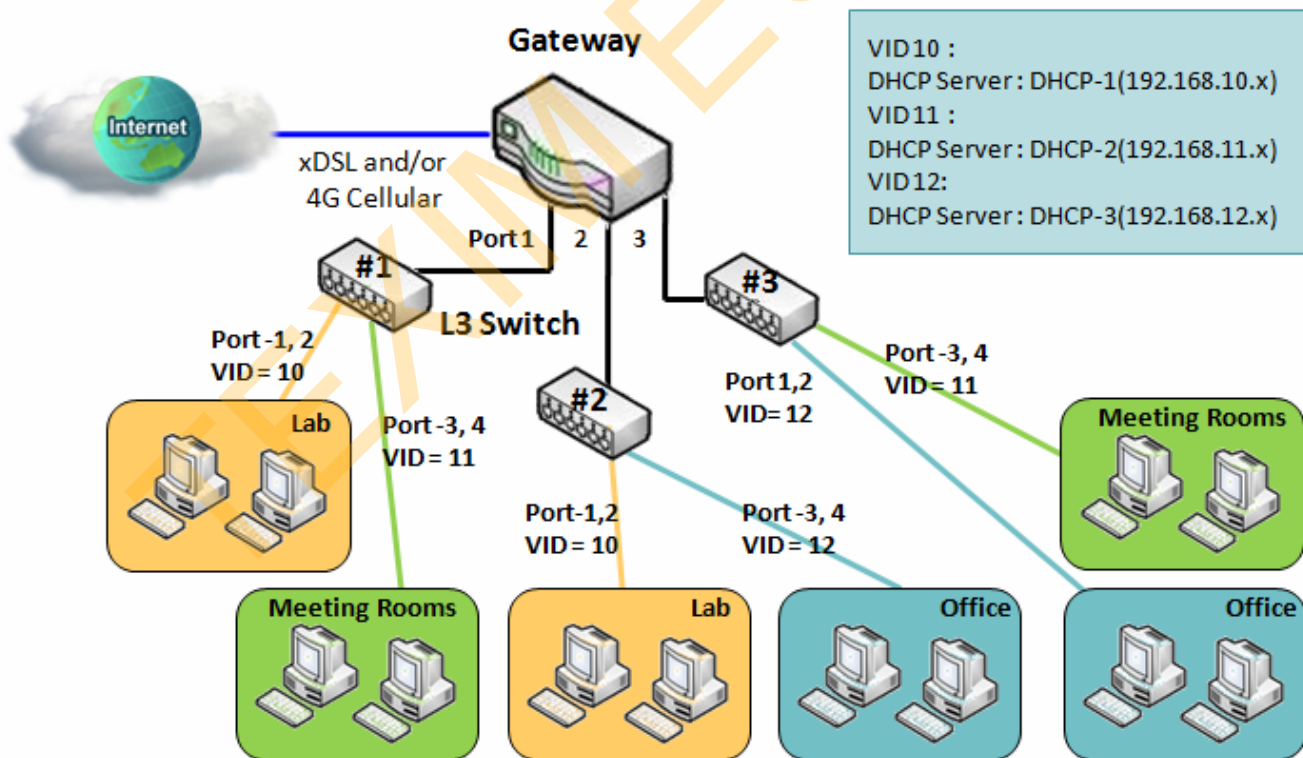 Gateway
VID10 :
DHCP Server : DHCP-1(192.168.10.x)
VID11 :
DHCP Server : DHCP-2(192.168.11.x)
VID12:
DHCP Server : DHCP-3(192.168.12.x)
Internet
xDSL and/or
4G Cellular
Port 1
2
3
#1
L3 Switch
#3
#2
Port -1, 2
VID = 10
Port -3, 4
VID = 11
Port 1,2
VID= 12
Port -3, 4
VID = 11
Port-1,2
VID = 10
Port -3, 4
VID = 12
Lab
Meeting Rooms
Meeting Rooms
Lab
Office
Office